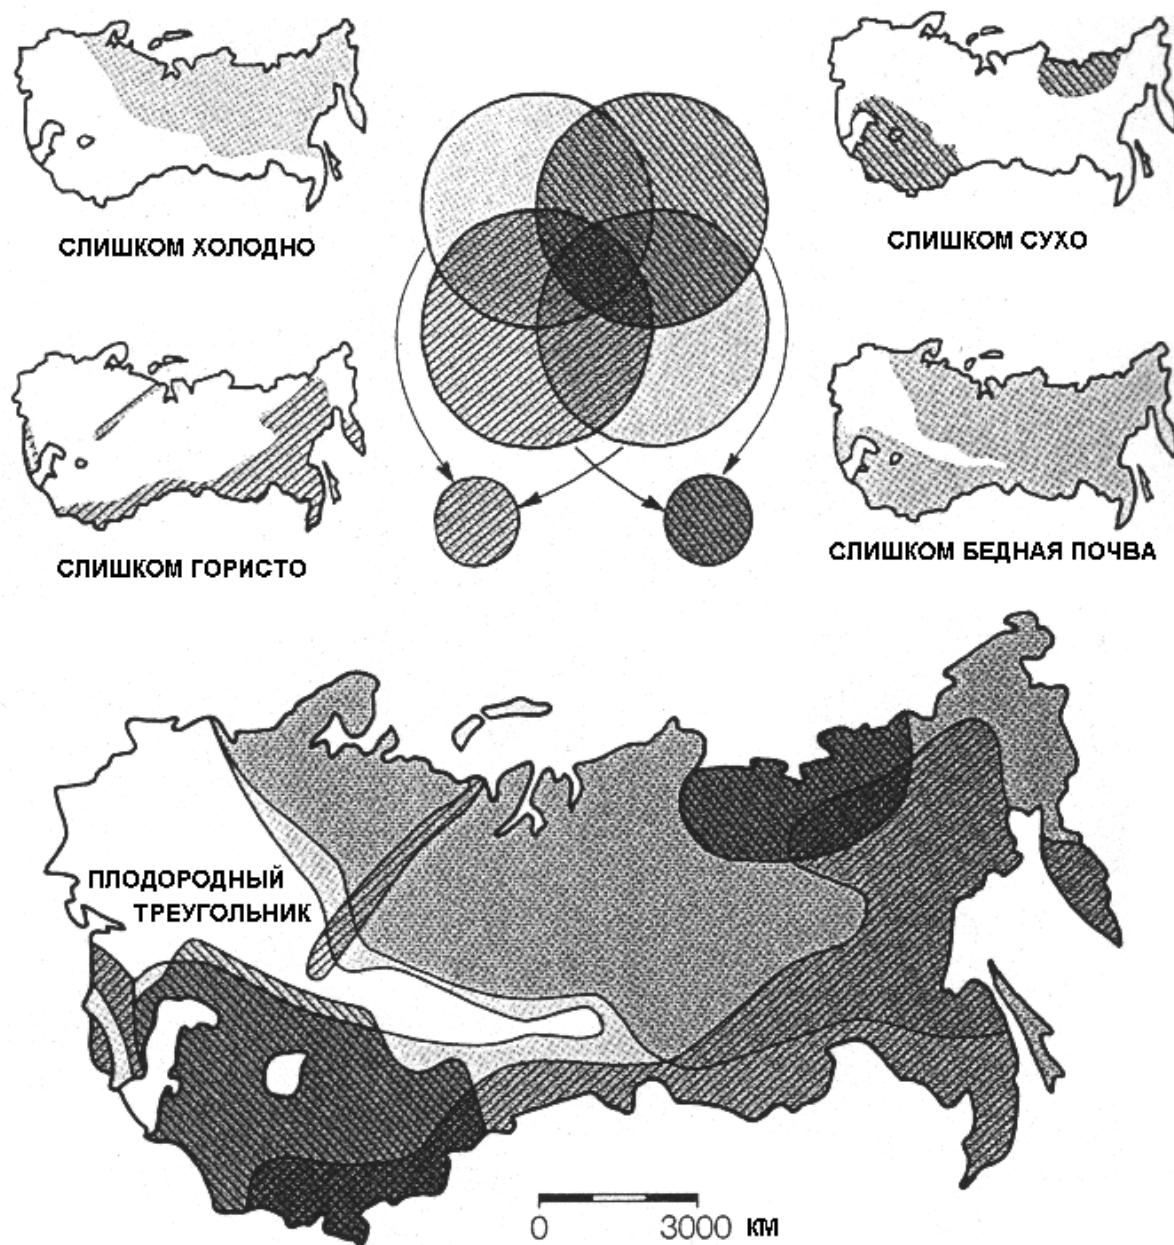 СЛИШКОМ ХОЛОДНО
СЛИШКОМ СУХО
СЛИШКОМ ГОРИСТО
СЛИШКОМ БЕДНАЯ ПОЧВА
ПЛОДОРОДНЫЙ
ТРЕУГОЛЬНИК
0 3000 КМ